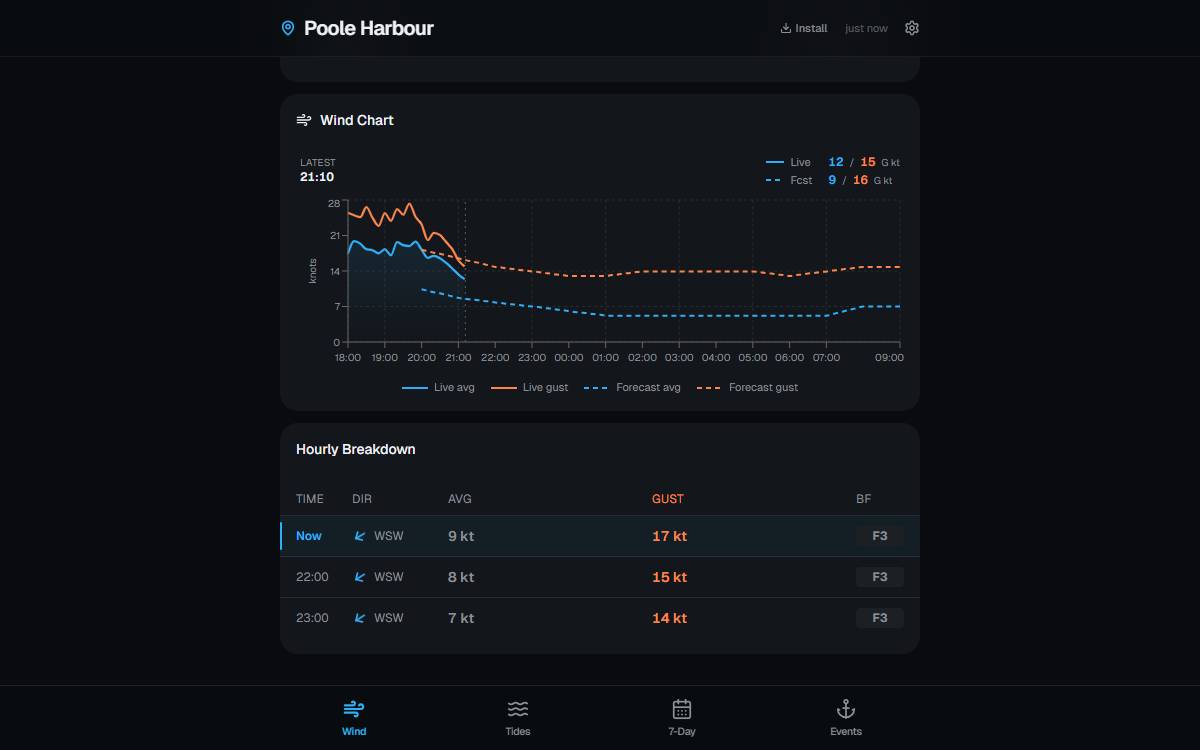 Poole Harbour
Install just now
Wind Chart
LATEST
21:10
Live 12 / 15 G kt
Fcst 9 / 16 G kt
28
21
14
7
0
knots
18:00 19:00 20:00 21:00 22:00 23:00 00:00 01:00 02:00 03:00 04:00 05:00 06:00 07:00 09:00
Live avg Live gust Forecast avg Forecast gust
Hourly Breakdown
TIME DIR AVG GUST BF
Now WSW 9 kt 17 kt F3
22:00 WSW 8 kt 15 kt F3
23:00 WSW 7 kt 14 kt F3
Wind Tides 7-Day Events